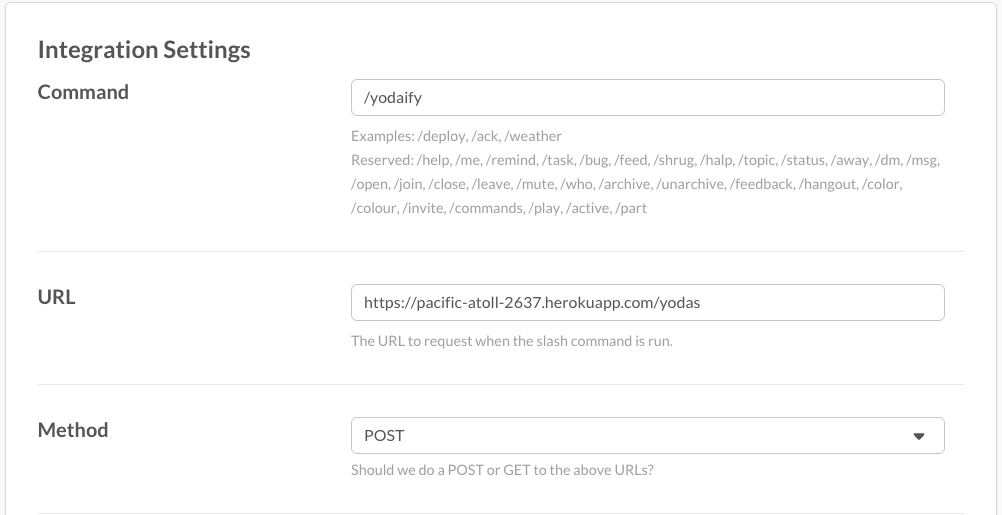 Integration Settings
Command
/yodaify
Examples: /deploy, /ack, /weather
Reserved: /help, /me, /remind, /task, /bug, /feed, /shrug, /halp, /topic, /status, /away, /dm, /msg,
/open, /join, /close, /leave, /mute, /who, /archive, /unarchive, /feedback, /hangout, /color,
/colour, /invite, /commands, /play, /active, /part
URL
https://pacific-atoll-2637.herokuapp.com/yodas
The URL to request when the slash command is run.
Method
POST
Should we do a POST or GET to the above URLs?